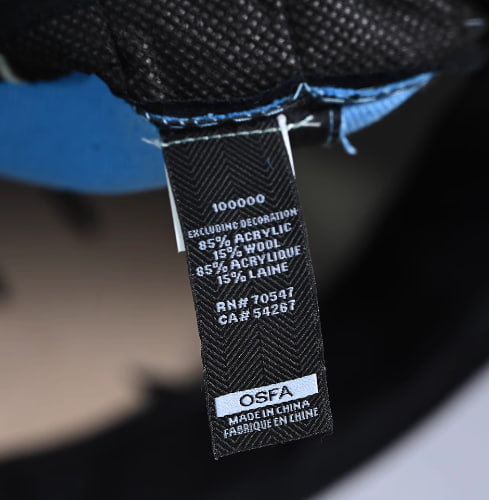 100000
EXCLUDING DECORATION
85% ACRYLIC
15% WOOL
85% ACRYLIQUE
15% LAINE
RN# 70547
CA# 54267
OSFA
MADE IN CHINA
FABRIQUE EN CHINE